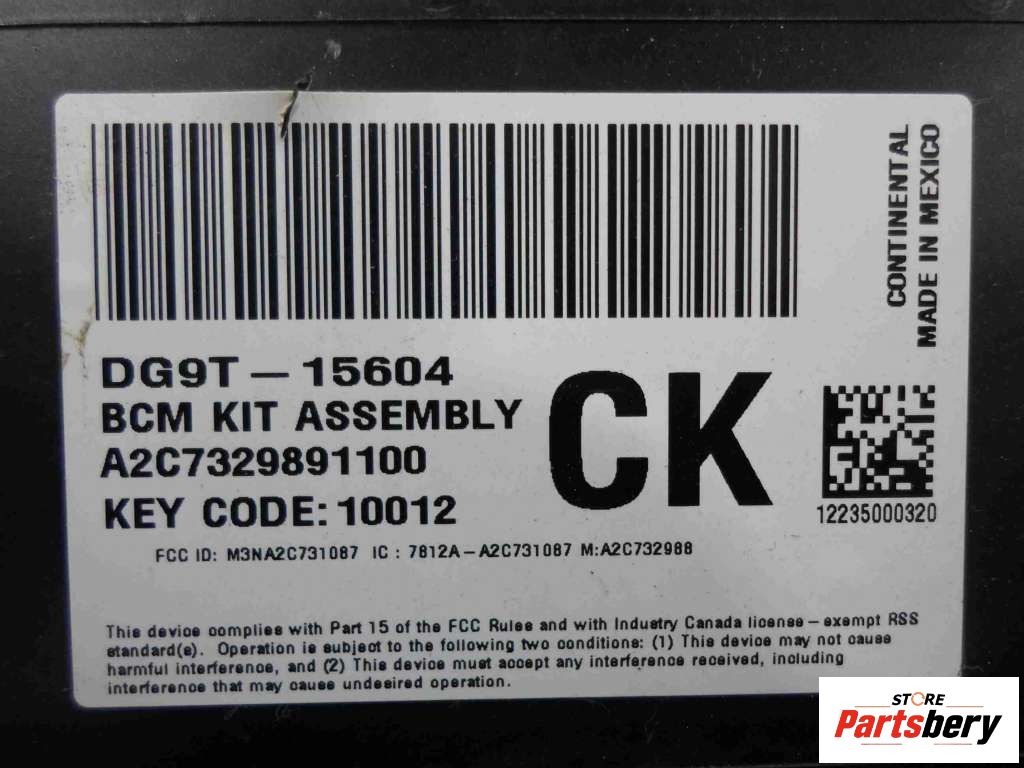 CONTINENTAL
MADE IN MEXICO
DG9T-15604
BCM KIT ASSEMBLY
A2C7329891100
KEY CODE: 10012
CK
12235000320
FCC ID: M3NA2C731087 IC : 7812A-A2C731087 M:A2C732988
This device complies with Part 15 of the FCC Rules and with Industry Canada license-exempt RSS
standard(s). Operation is subject to the following two conditions: (1) This device may not cause
harmful interference, and (2) This device must accept any interference received, including
interference that may cause undesired operation.
STORE
Partsbery